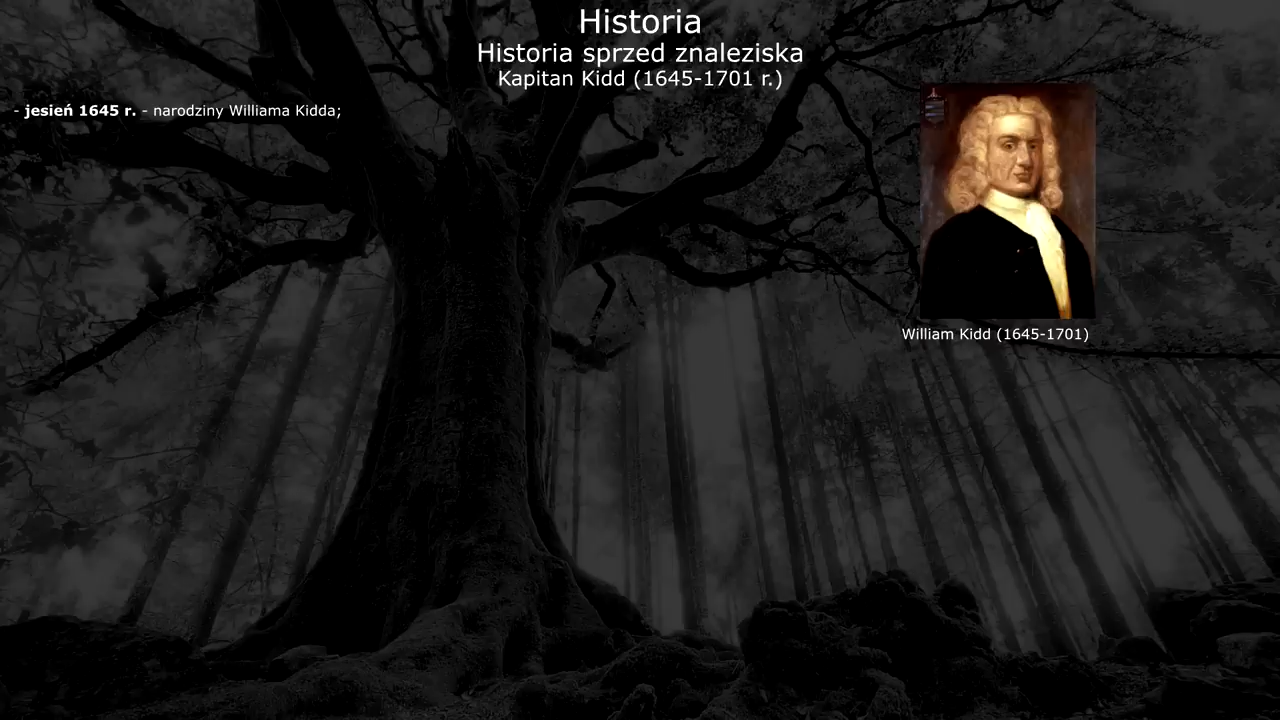 Historia
Historia sprzed znaleziska
Kapitan Kidd (1645-1701 r.)
- jesień 1645 r. - narodziny Williama Kidda;
William Kidd (1645-1701)